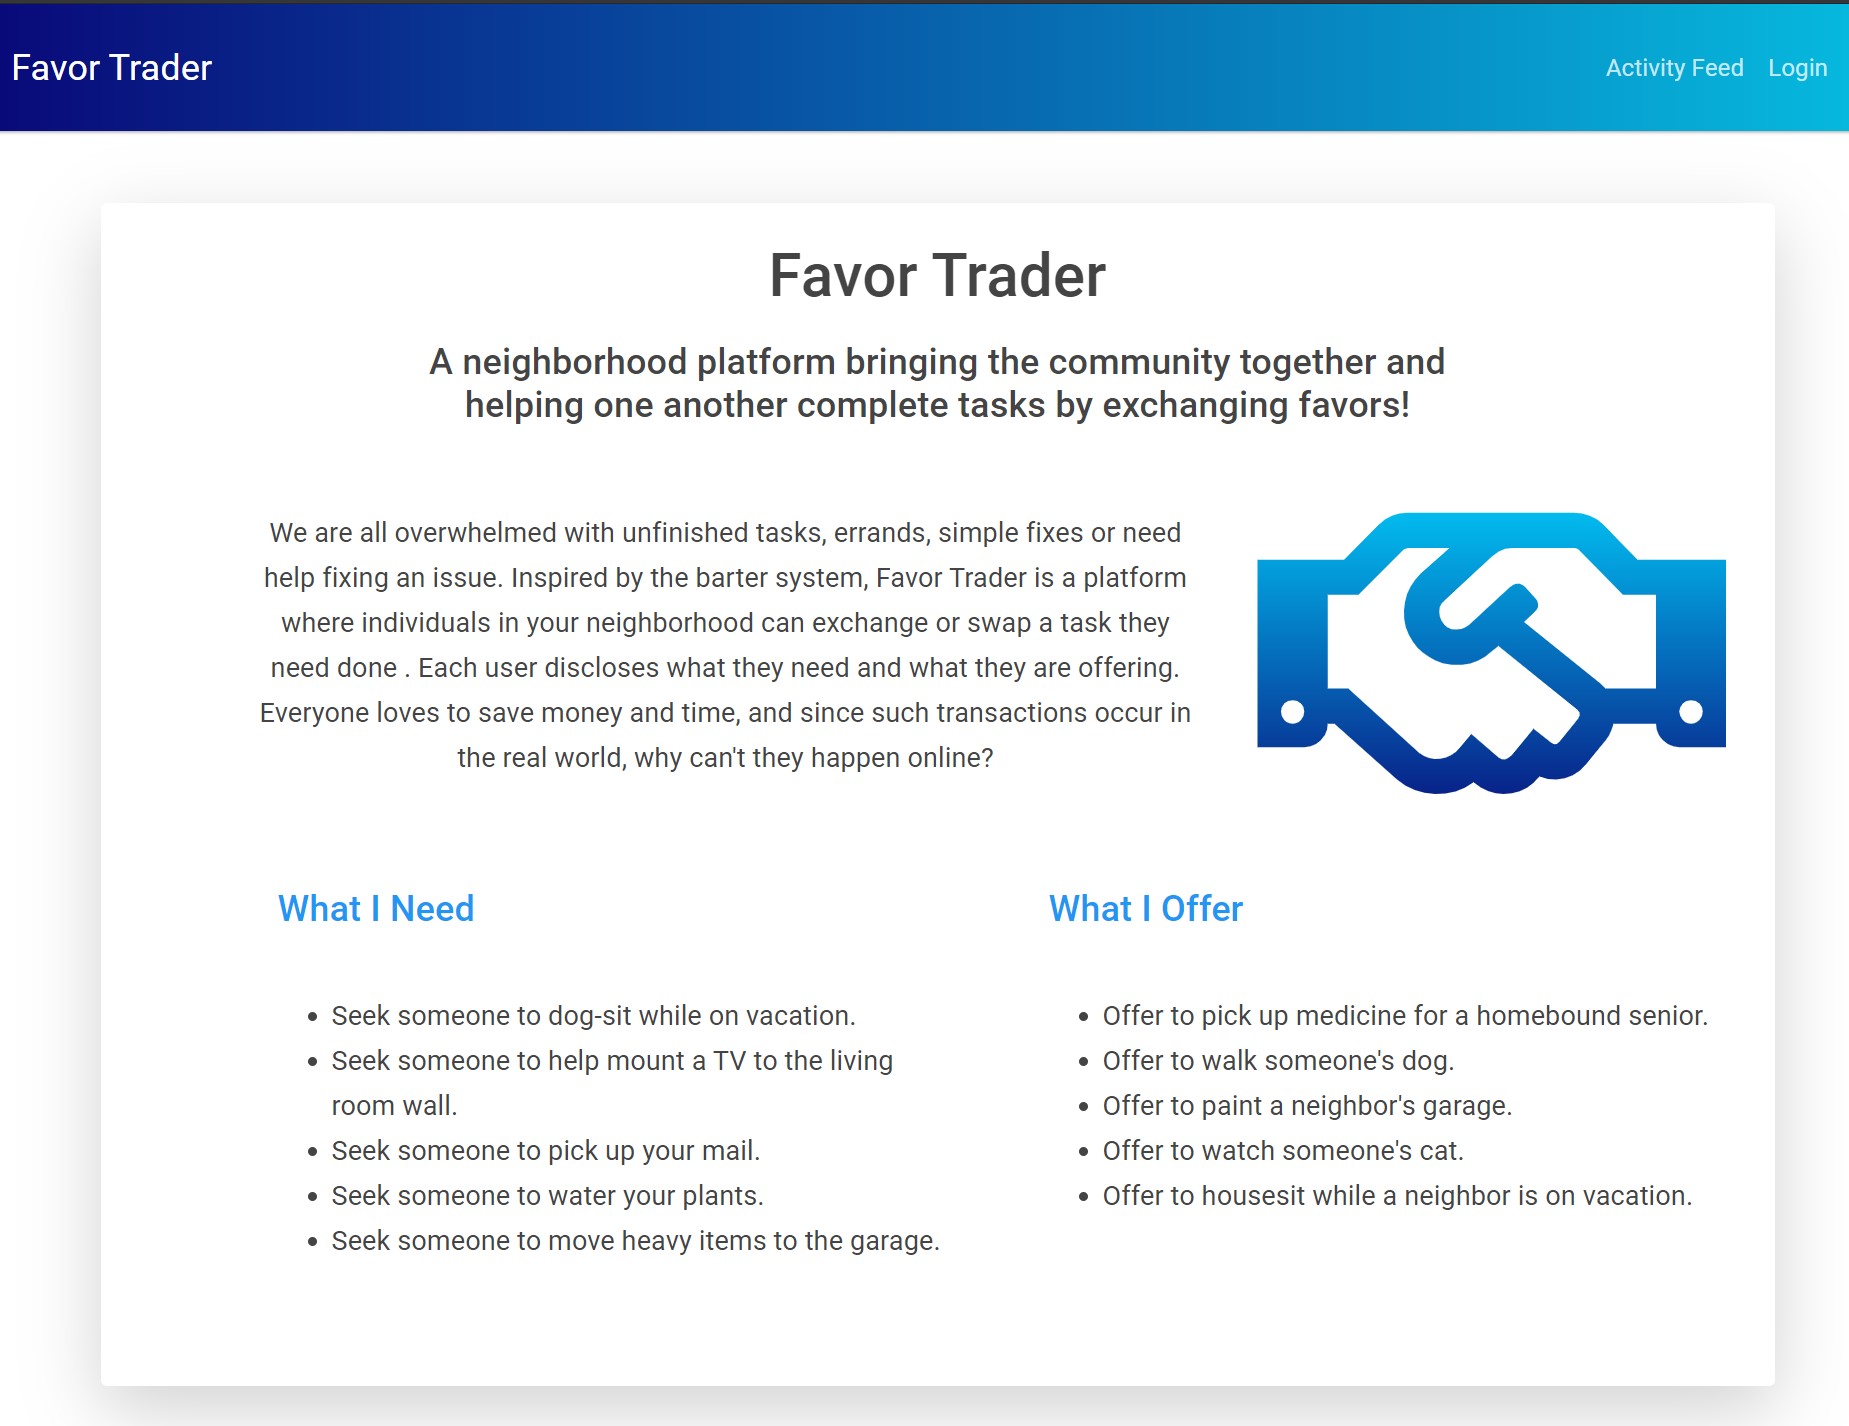 Favor Trader
Activity Feed
Login
Favor Trader
A neighborhood platform bringing the community together and
helping one another complete tasks by exchanging favors!
We are all overwhelmed with unfinished tasks, errands, simple fixes or need
help fixing an issue. Inspired by the barter system, Favor Trader is a platform
where individuals in your neighborhood can exchange or swap a task they
need done . Each user discloses what they need and what they are offering.
Everyone loves to save money and time, and since such transactions occur in
the real world, why can't they happen online?
What I Need
Seek someone to dog-sit while on vacation.
Seek someone to help mount a TV to the living
room wall.
Seek someone to pick up your mail.
Seek someone to water your plants.
Seek someone to move heavy items to the garage.
What I Offer
Offer to pick up medicine for a homebound senior.
Offer to walk someone's dog.
Offer to paint a neighbor's garage.
Offer to watch someone's cat.
Offer to housesit while a neighbor is on vacation.